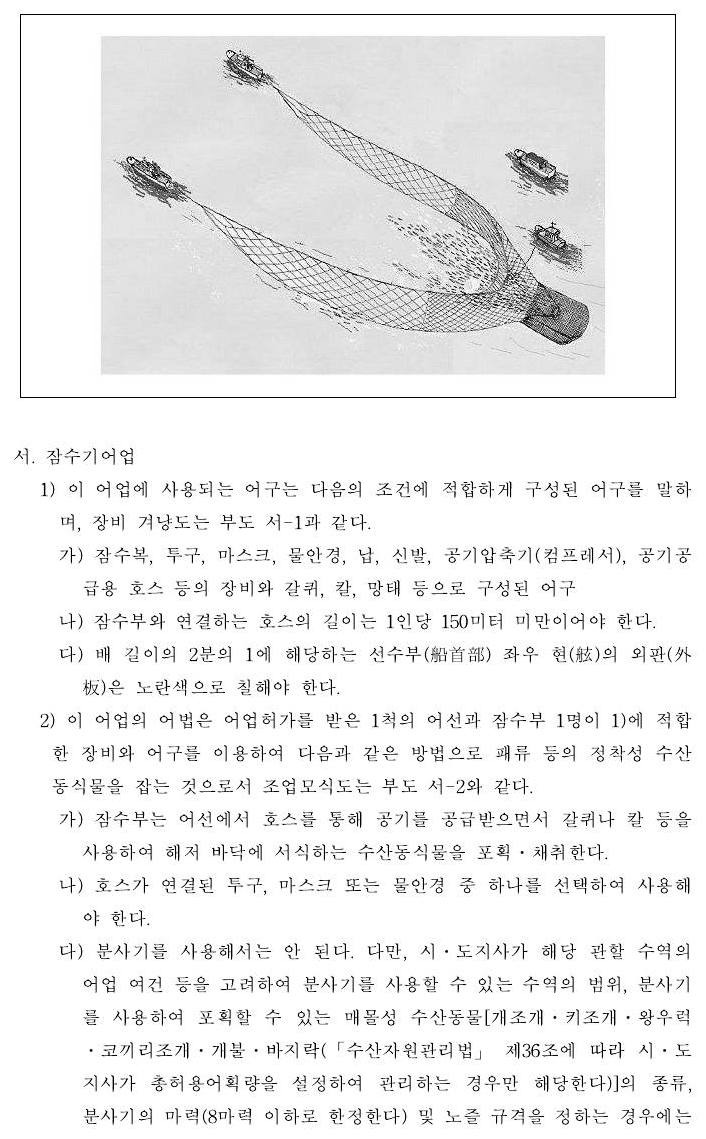 서. 잠수기어업
1) 이 어업에 사용되는 어구는 다음의 조건에 적합하게 구성된 어구를 말하
며, 장비 겨냥도는 부도 서-1과 같다.
가) 잠수복, 투구, 마스크, 물안경, 납, 신발, 공기압축기(컴프레서), 공기공
급용 호스 등의 장비와 갈퀴, 칼, 망태 등으로 구성된 어구
나) 잠수부와 연결하는 호스의 길이는 1인당 150미터 미만이어야 한다.
다) 배 길이의 2분의 1에 해당하는 선수부(船首部) 좌우 현(舷)의 외판(外
板)은 노란색으로 칠해야 한다.
2) 이 어업의 어법은 어업허가를 받은 1척의 어선과 잠수부 1명이 1)에 적합
한 장비와 어구를 이용하여 다음과 같은 방법으로 패류 등의 정착성 수산
동식물을 잡는 것으로서 조업모식도는 부도 서-2와 같다.
가) 잠수부는 어선에서 호스를 통해 공기를 공급받으면서 갈퀴나 칼 등을
사용하여 해저 바닥에 서식하는 수산동식물을 포획·채취한다.
나) 호스가 연결된 투구, 마스크 또는 물안경 중 하나를 선택하여 사용해
야 한다.
다) 분사기를 사용해서는 안 된다. 다만, 시·도지사가 해당 관할 수역의
어업 여건 등을 고려하여 분사기를 사용할 수 있는 수역의 범위, 분사기
를 사용하여 포획할 수 있는 매몰성 수산동물[개조개·키조개·왕우럭
·코끼리조개·개불·바지락(「수산자원관리법」 제36조에 따라 시·도
지사가 총허용어획량을 설정하여 관리하는 경우만 해당한다)]의 종류,
분사기의 마력(8마력 이하로 한정한다) 및 노즐 규격을 정하는 경우에는